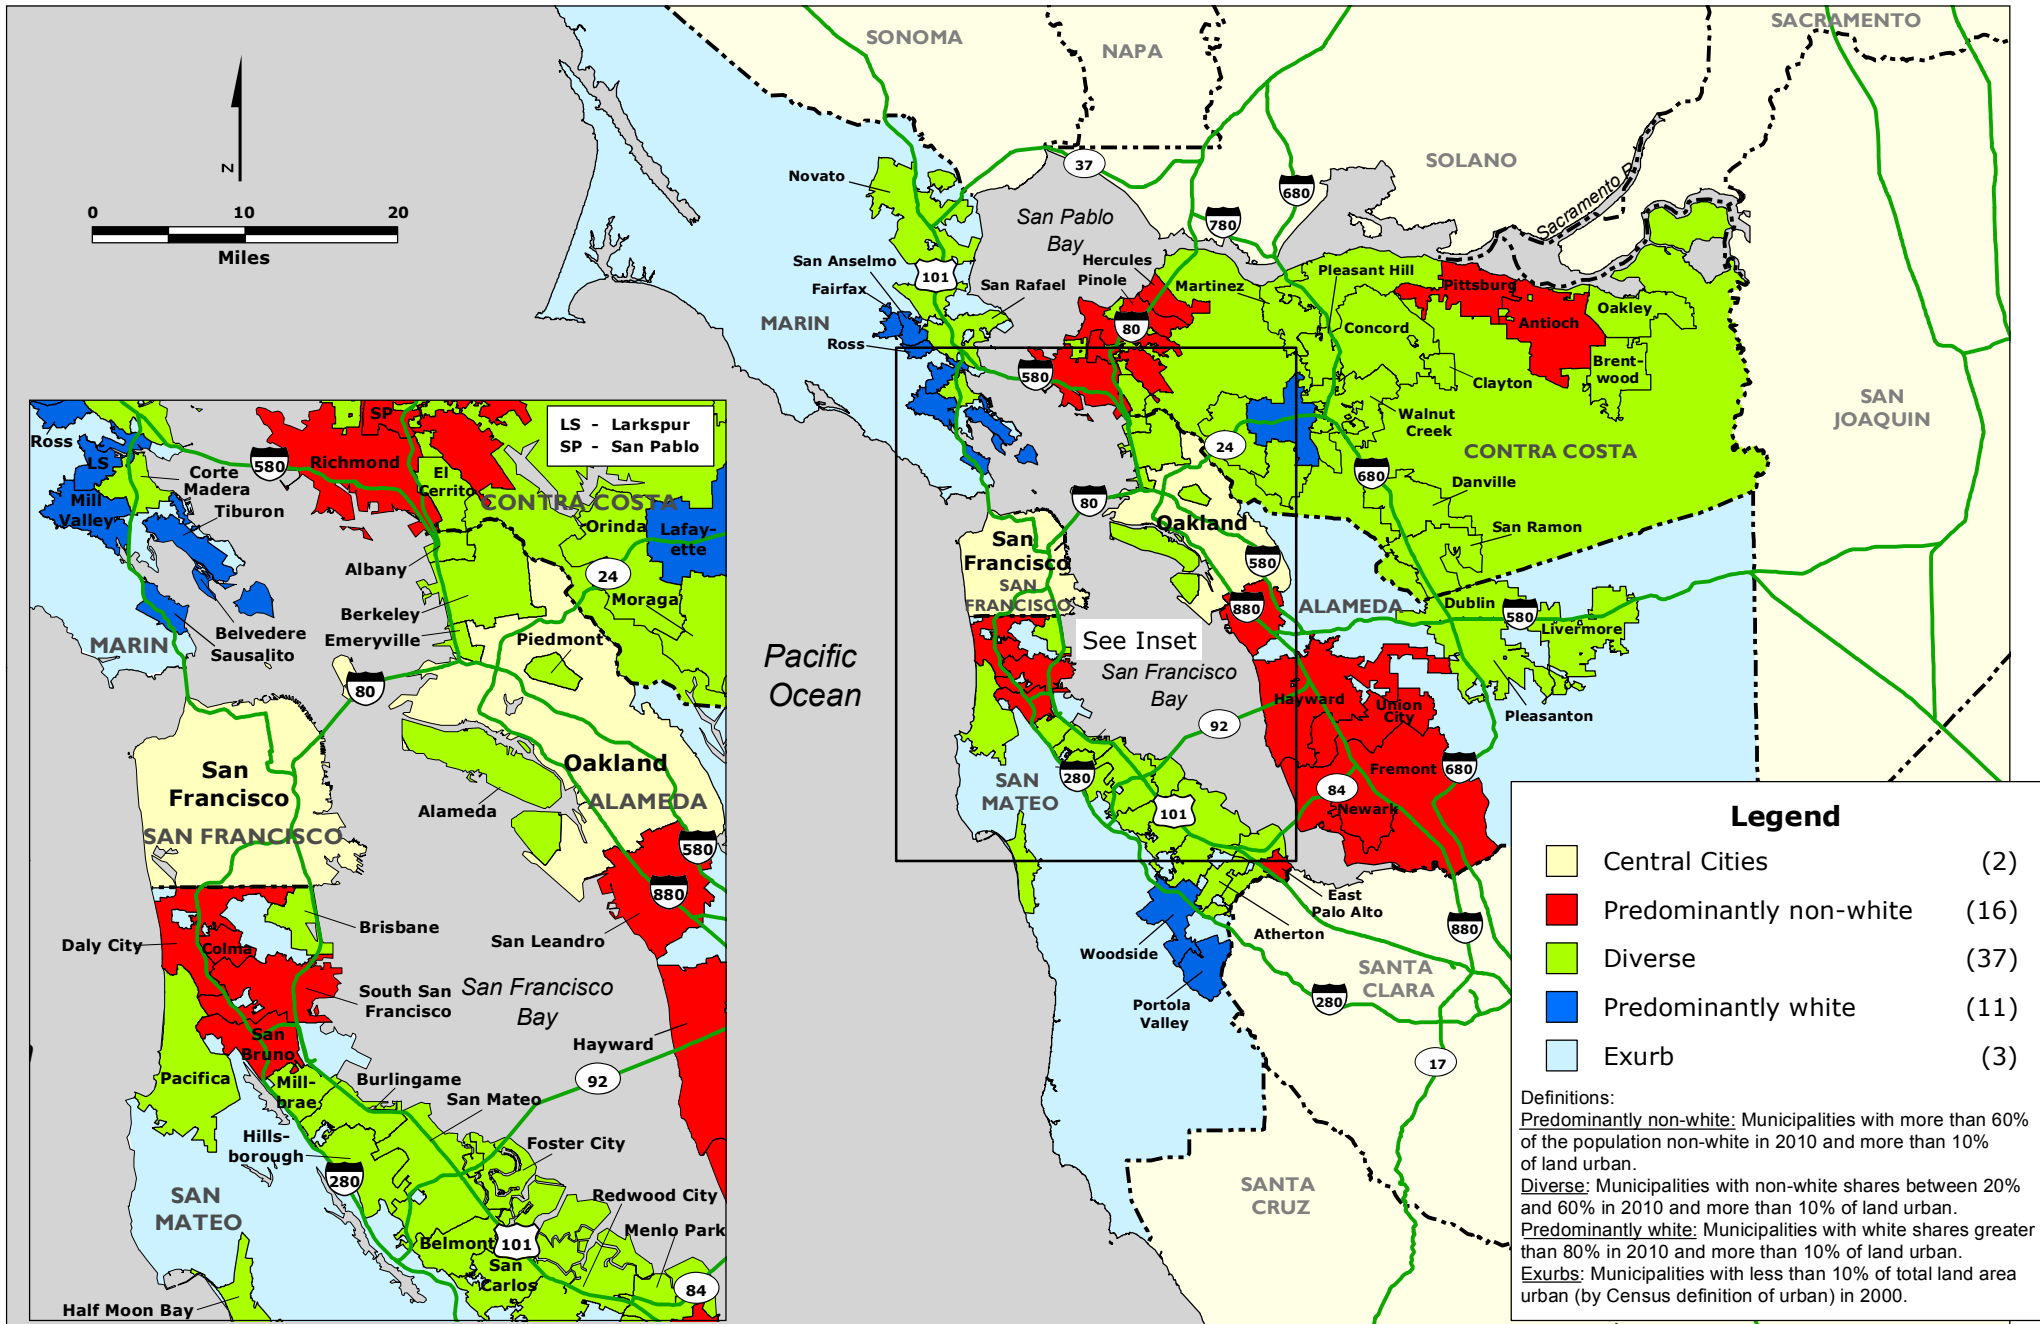 SONOMA
NAPA
SACRAMENTO
SOLANO
Sacramento R
SAN
JOAQUIN
N
0 10 20
Miles
37
680
780
Novato
San Pablo
Bay
San Anselmo
Fairfax
MARIN
Ross
101
San Rafael
Hercules
Pinole
80
Martinez
Pleasant Hill
Pittsburg
Antioch
Oakley
Concord
Brent-
wood
Clayton
Walnut
Creek
CONTRA COSTA
580
24
680
Danville
San Ramon
80
Oakland
San
Francisco
SAN
FRANCISCO
580
880
ALAMEDA
Dublin
580
Livermore
See Inset
San Francisco
Bay
Pacific
Ocean
Hayward
Union
City
Pleasanton
92
Fremont
680
SAN
MATEO
280
84
Newark
101
East
Palo Alto
Atherton
Woodside
880
SANTA
CLARA
280
Portola
Valley
17
SANTA
CRUZ
LS - Larkspur
SP - San Pablo
SP
Ross
LS
580
Richmond
Corte
Madera
El
Cerrito
CONTRA COSTA
Mill
Valley
Tiburon
Orinda
Lafay-
ette
Albany
24
Berkeley
Moraga
MARIN
Belvedere
Sausalito
Emeryville
Piedmont
80
San
Francisco
SAN FRANCISCO
Oakland
ALAMEDA
Alameda
580
880
Brisbane
San Leandro
Daly City
Colma
South San
Francisco
San Francisco
Bay
San
Bruno
Hayward
Pacifica
Mill-
brae
Burlingame
92
San Mateo
Hills-
borough
Foster City
280
SAN
MATEO
Redwood City
Menlo Park
Belmont
101
San
Carlos
84
Half Moon Bay
Legend
Central Cities (2)
Predominantly non-white (16)
Diverse (37)
Predominantly white (11)
Exurb (3)
Definitions:
Predominantly non-white: Municipalities with more than 60%
of the population non-white in 2010 and more than 10%
of land urban.
Diverse: Municipalities with non-white shares between 20%
and 60% in 2010 and more than 10% of land urban.
Predominantly white: Municipalities with white shares greater
than 80% in 2010 and more than 10% of land urban.
Exurbs: Municipalities with less than 10% of total land area
urban (by Census definition of urban) in 2000.